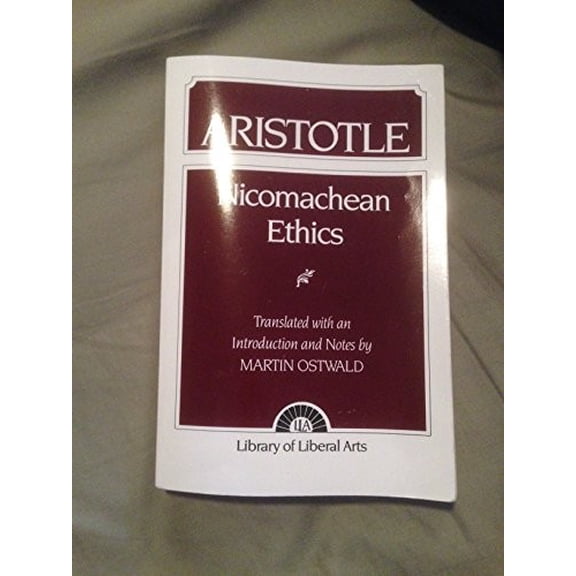 ARISTOTLE
Nicomachean
Ethics
Translated with an
Introduction and Notes by
MARTIN OSTWALD
LLA
Library of Liberal Arts